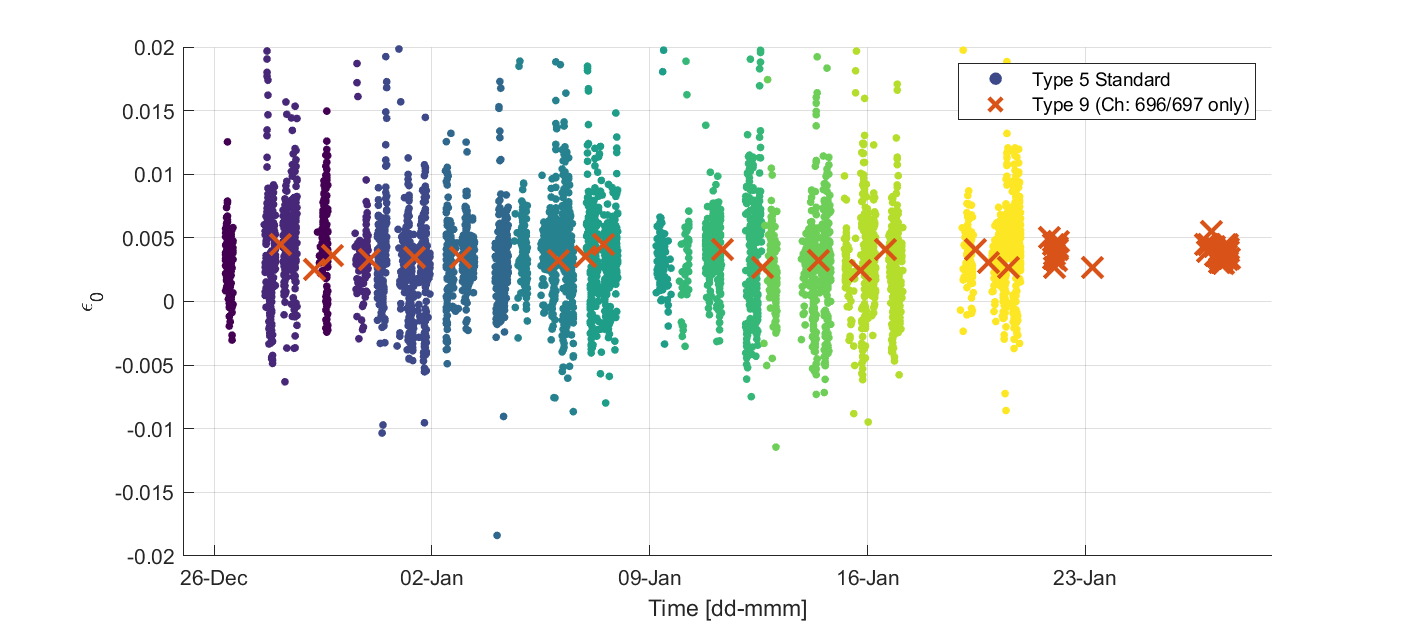 0.02
0.015
0.01
0.005
0
-0.005
-0.01
-0.015
-0.02
ϵ0
26-Dec
02-Jan
09-Jan
16-Jan
23-Jan
Time [dd-mmm]
Type 5 Standard
Type 9 (Ch: 696/697 only)